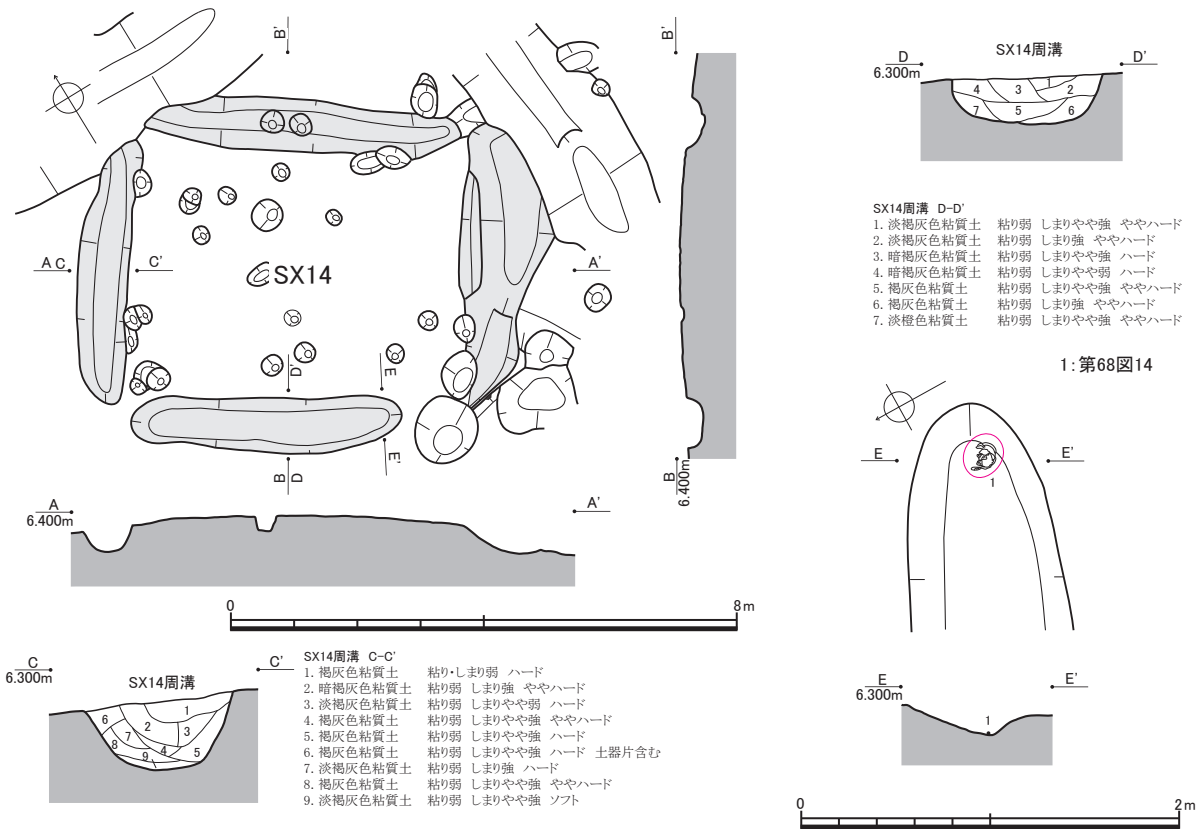 B'
A C
C'
SX14
A'
D'
E
E'
B D
B'
B
6.400m
A
6.400m
A'
0
8m
C
6.300m
C'
SX14周溝
1
2
3
4
5
6
7
8
9
SX14周溝 C-C'
1. 褐灰色粘質土 粘り・しまり弱 ハード
2. 暗褐灰色粘質土 粘り弱 しまり強 ややハード
3. 淡褐灰色粘質土 粘り弱 しまりやや弱 ハード
4. 褐灰色粘質土 粘り弱 しまりやや強 ややハード
5. 褐灰色粘質土 粘り弱 しまりやや強 ハード
6. 褐灰色粘質土 粘り弱 しまりやや強 ハード 土器片含む
7. 淡褐灰色粘質土 粘り弱 しまり強 ハード
8. 褐灰色粘質土 粘り弱 しまりやや強 ややハード
9. 淡褐灰色粘質土 粘り弱 しまりやや強 ソフト
SX14周溝
D
6.300m
D'
1
2
3
4
5
6
7
SX14周溝 D-D'
1. 淡褐灰色粘質土 粘り弱 しまりやや強 ややハード
2. 淡褐灰色粘質土 粘り弱 しまり強 ややハード
3. 暗褐灰色粘質土 粘り弱 しまりやや強 ハード
4. 暗褐灰色粘質土 粘り弱 しまりやや弱 ハード
5. 褐灰色粘質土 粘り弱 しまりやや強 ややハード
6. 褐灰色粘質土 粘り弱 しまり強 ややハード
7. 淡橙色粘質土 粘り弱 しまりやや強 ややハード
1:第68図14
E
E'
1
E
6.300m
E'
1
0
2m